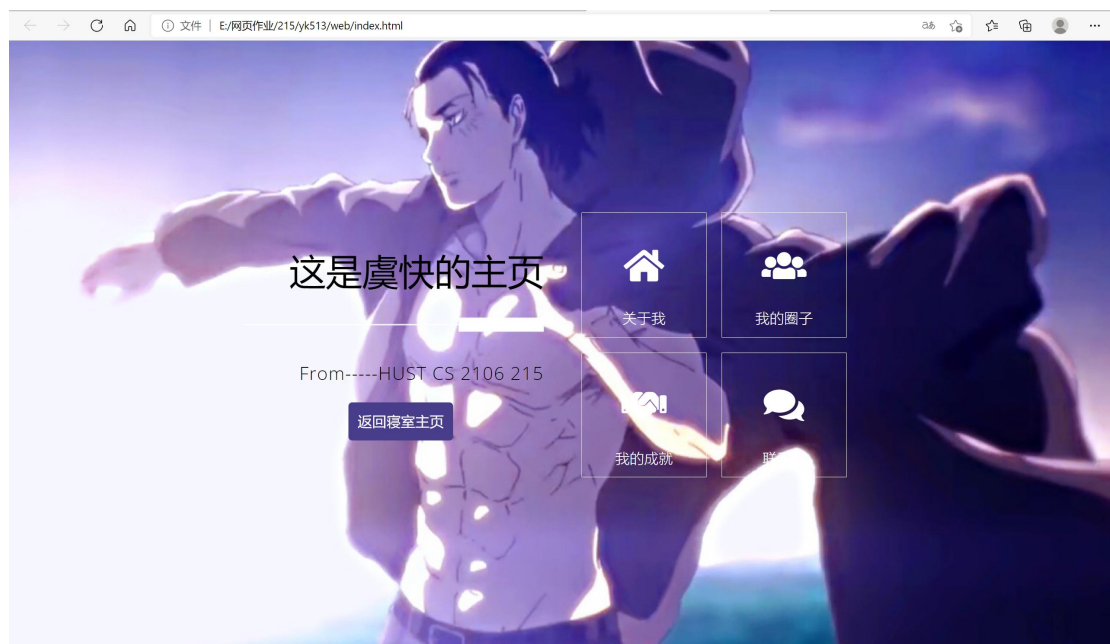 文件 | E:/网页作业/215/yk513/web/index.html
这是虞快的主页
From-----HUST CS 2106 215
返回寝室主页
关于我
我的圈子
我的成就
联